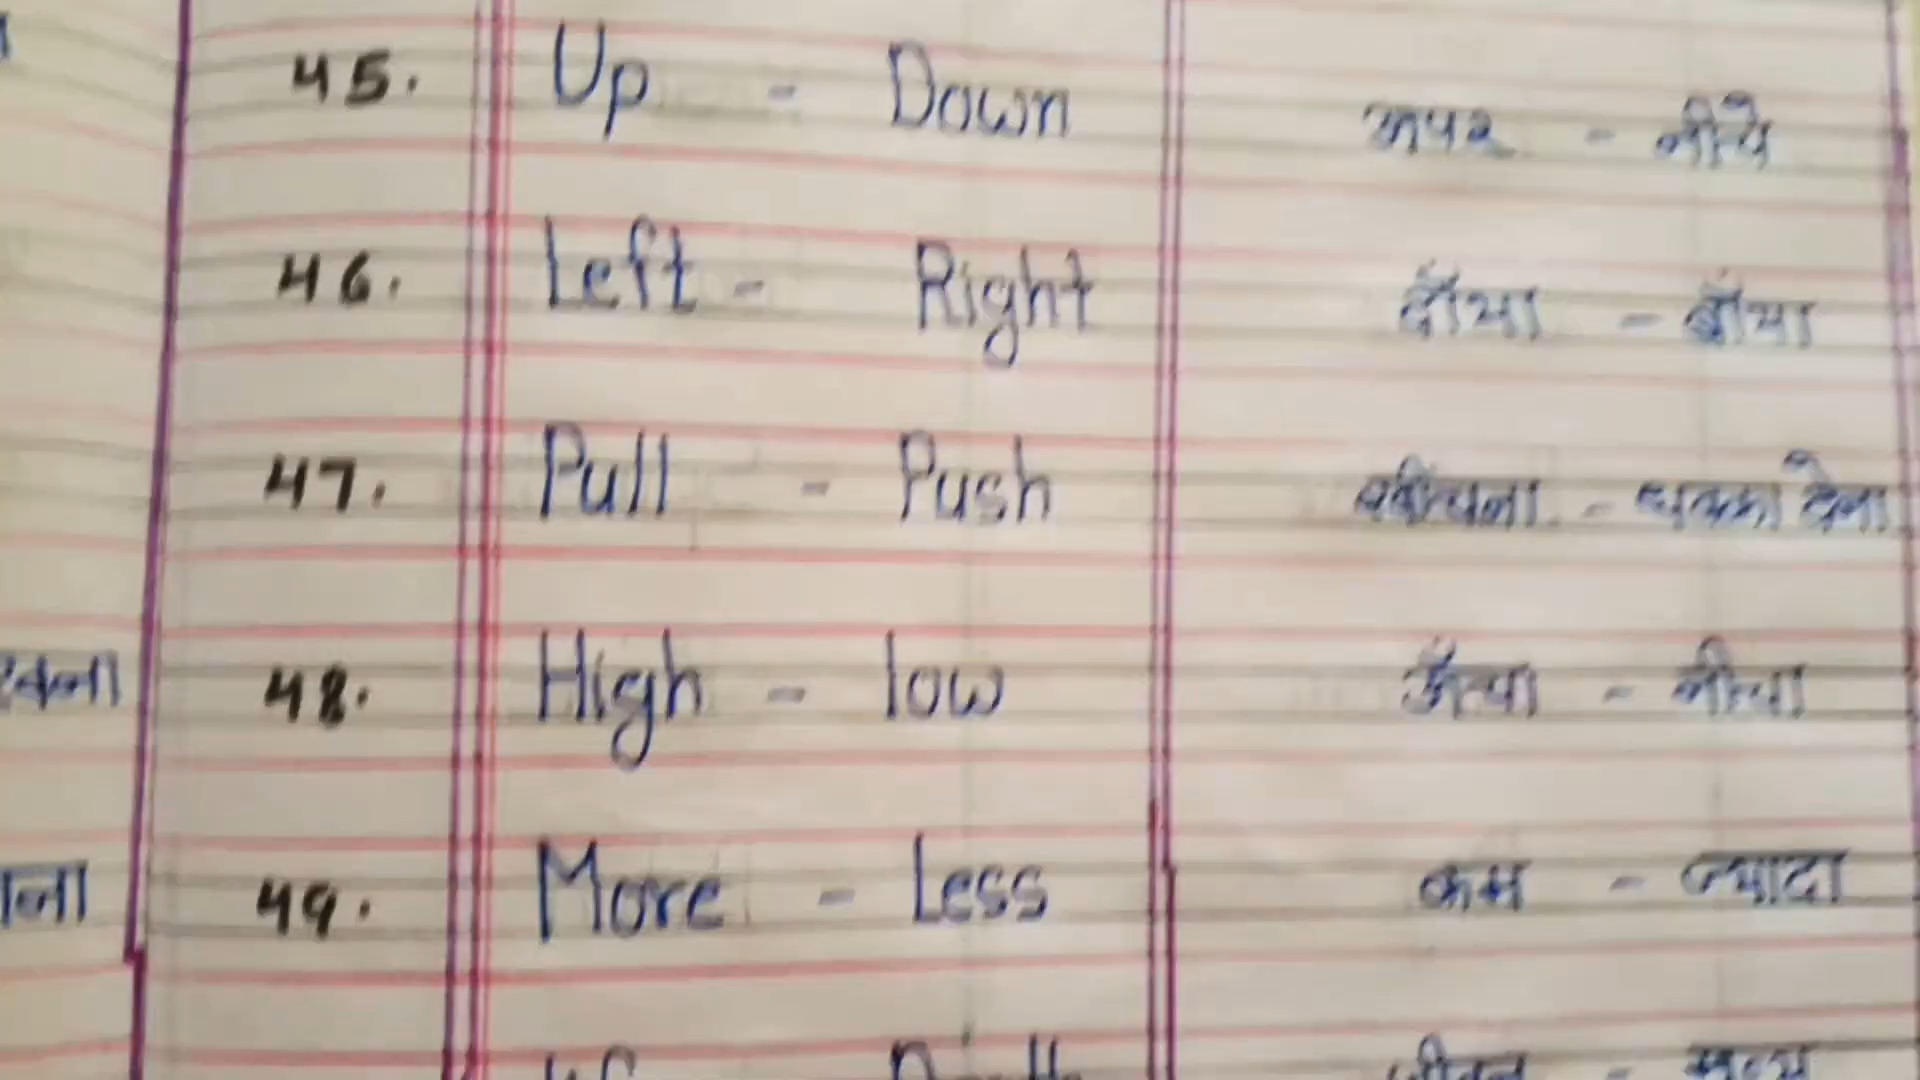 45. Up - Down ऊपर - नीचे
46. Left - Right दाँया - बाँया
47. Pull - Push खींचना - धक्का देना
48. High - low ऊँचा - नीचा
49. More - Less कम - ज्यादा